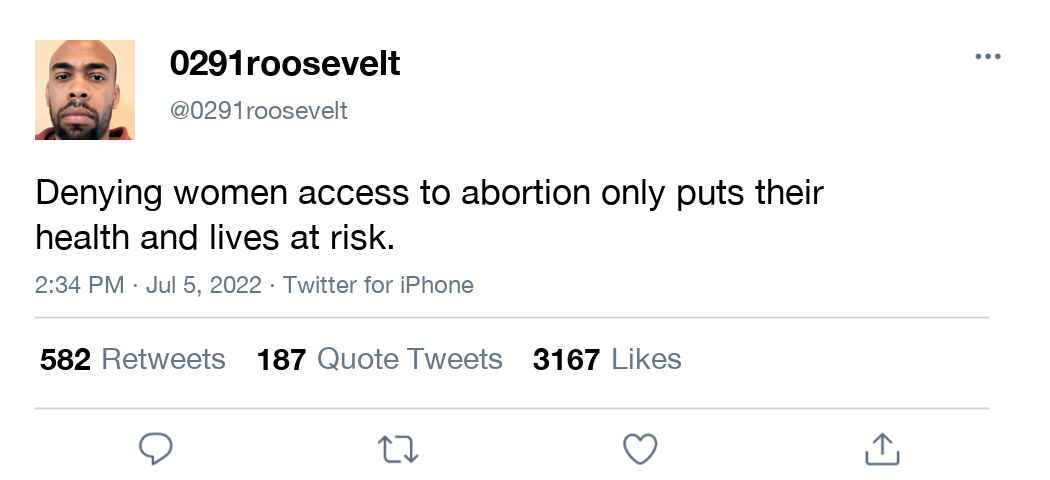 0291roosevelt
@0291roosevelt
Denying women access to abortion only puts their
health and lives at risk.
2:34 PM · Jul 5, 2022 · Twitter for iPhone
582 Retweets 187 Quote Tweets 3167 Likes